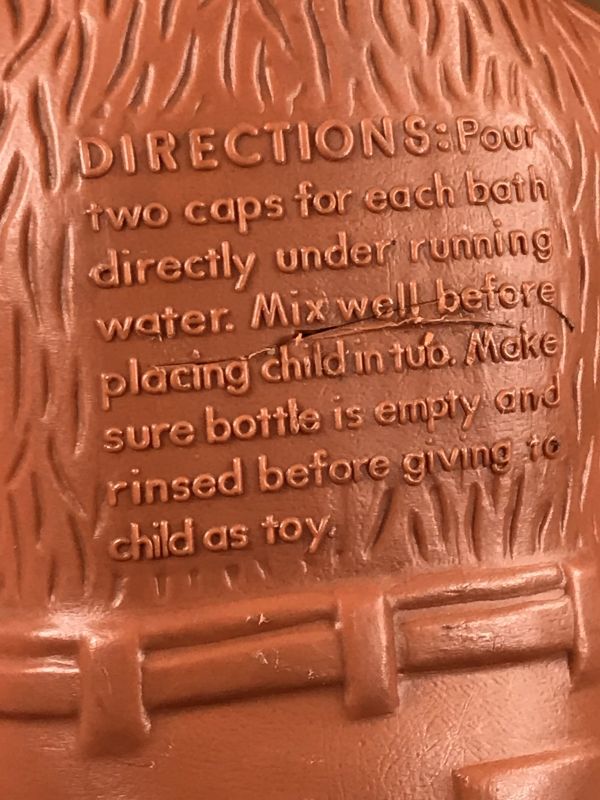 DIRECTIONS: Pour
two caps for each bath
directly under running
water. Mix well before
placing child in tub. Make
sure bottle is empty and
rinsed before giving to
child as toy.